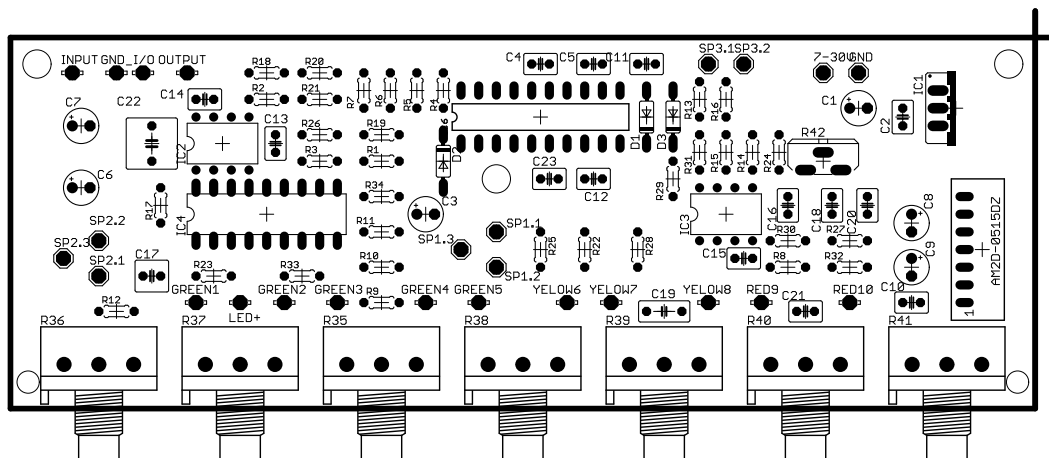 INPUT GND_I/O OUTPUT
R18 R20
C4 C5 C11
SP3.1 SP3.2
7-30V GND
IC1
C7 C22 C14
R2 R21
R7 R6 R5 R4
R13 R16
C1 C2
C13
R26 R19
R42
IC2
R3 R1
D2
D1 D3
R31 R15 R14 R24
C6
R17
R34
C23 C12
R29
IC4
C3
IC3
C16 C18 C20
C8
SP2.2
SP2.3
SP2.1
R11
SP1.3
SP1.1
SP1.2
R25 R22 R28
R30 R27
AM2D-0515DZ
1
C17
R23 R33
R10
C15
R8 R32
C9
GREEN1 GREEN2 GREEN3 R9 GREEN4 GREEN5 YELOW6 YELOW7 C19 YELOW8 RED9 C21 RED10 C10
R12
LED+
R36 R37 R35 R38 R39 R40 R41